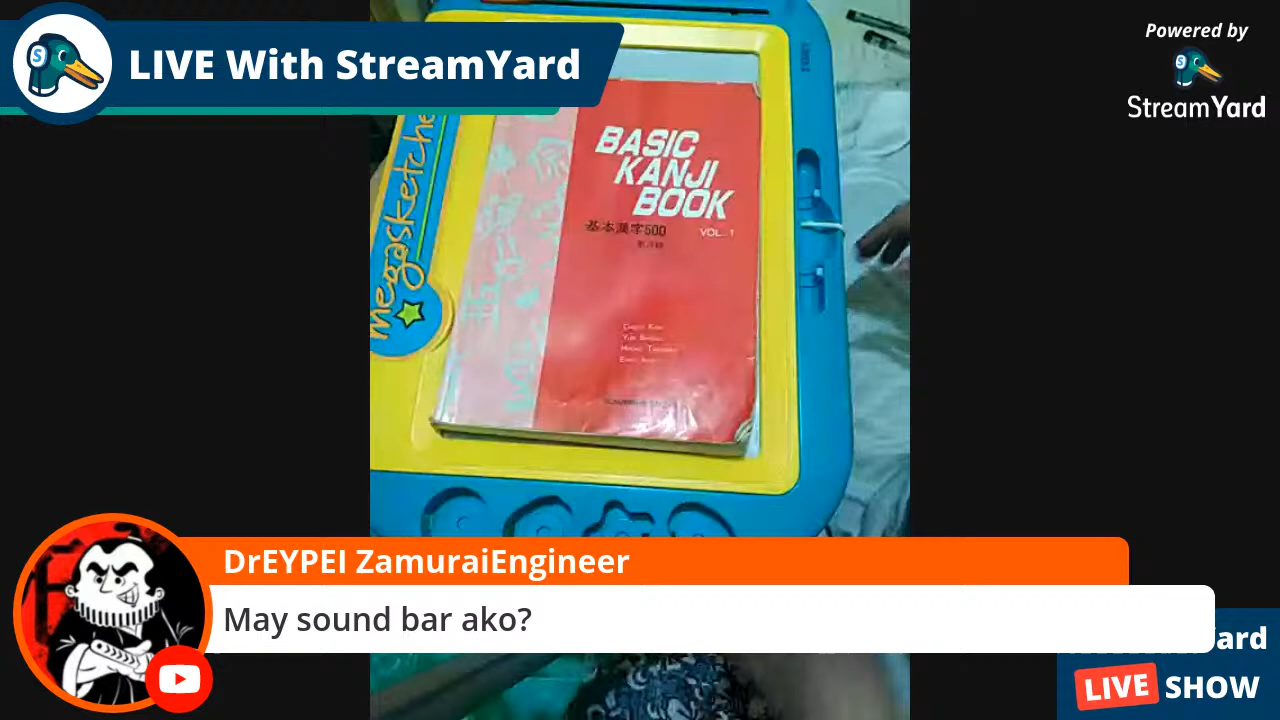 LIVE With StreamYard
Powered by
StreamYard
megasketcher
BASIC
KANJI
BOOK
基本漢字500
VOL. 1
DrEYPEI ZamuraiEngineer
May sound bar ako?
Yard
LIVE SHOW